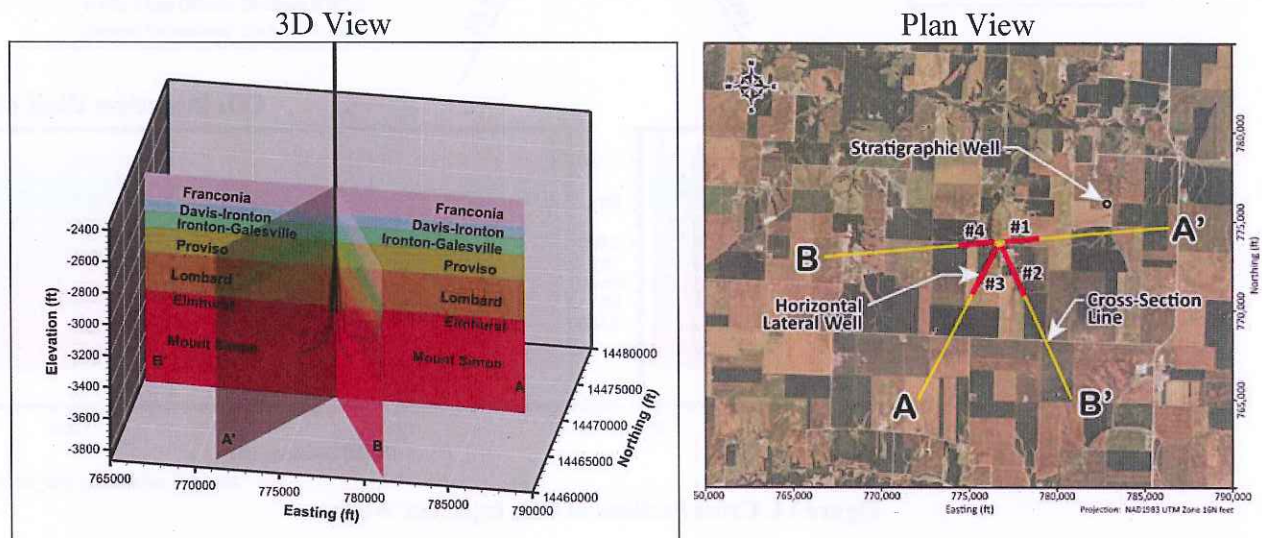 3D View
Franconia
Davis-Ironton
Ironton-Galesville
Proviso
Lombard
Elmhurst
Mount Simon
B'
A'
Franconia
Davis-Ironton
Ironton-Galesville
Proviso
Lombard
Elmhurst
Mount Simon
A
B
Elevation (ft)
-2400
-2600
-2800
-3000
-3200
-3400
-3600
-3800
765000
770000
775000
780000
785000
790000
Easting (ft)
14480000
14475000
14470000
14465000
14460000
Northing (ft)
Plan View
N
Stratigraphic Well
#4
#1
A'
B
#3
#2
Horizontal
Lateral Well
Cross-Section
Line
A
B'
780,000
775,000
770,000
765,000
Northing (ft)
50,000
765,000
770,000
775,000
780,000
785,000
790,000
Easting (ft)
Projection: NAD1983 UTM Zone 16N feet